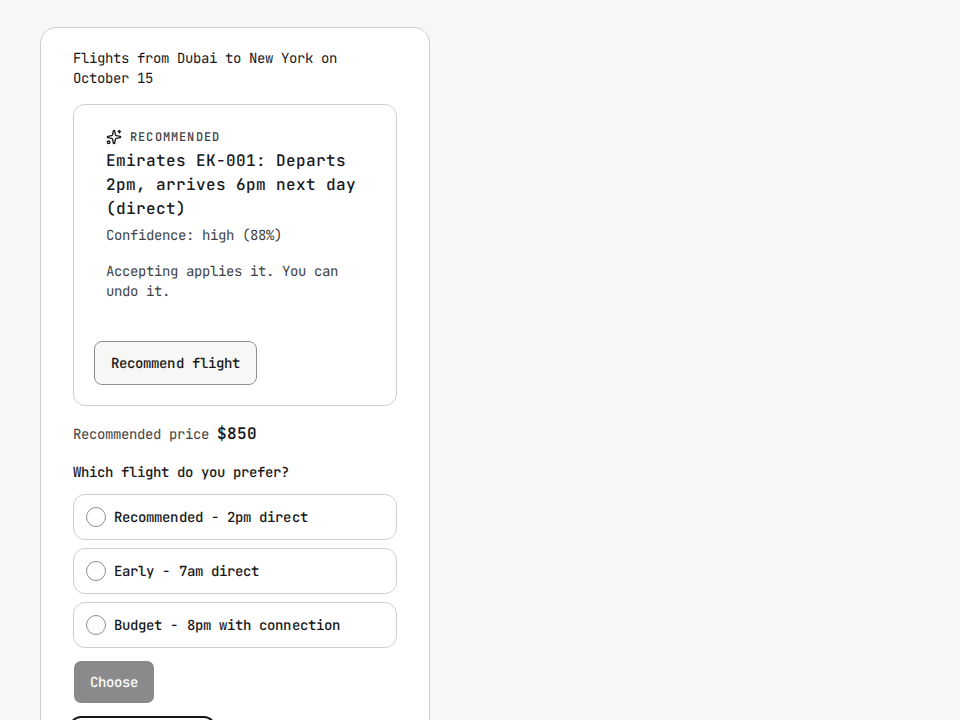 Flights from Dubai to New York on
October 15
RECOMMENDED
Emirates EK-001: Departs
2pm, arrives 6pm next day
(direct)
Confidence: high (88%)
Accepting applies it. You can
undo it.
Recommend flight
Recommended price $850
Which flight do you prefer?
Recommended - 2pm direct
Early - 7am direct
Budget - 8pm with connection
Choose